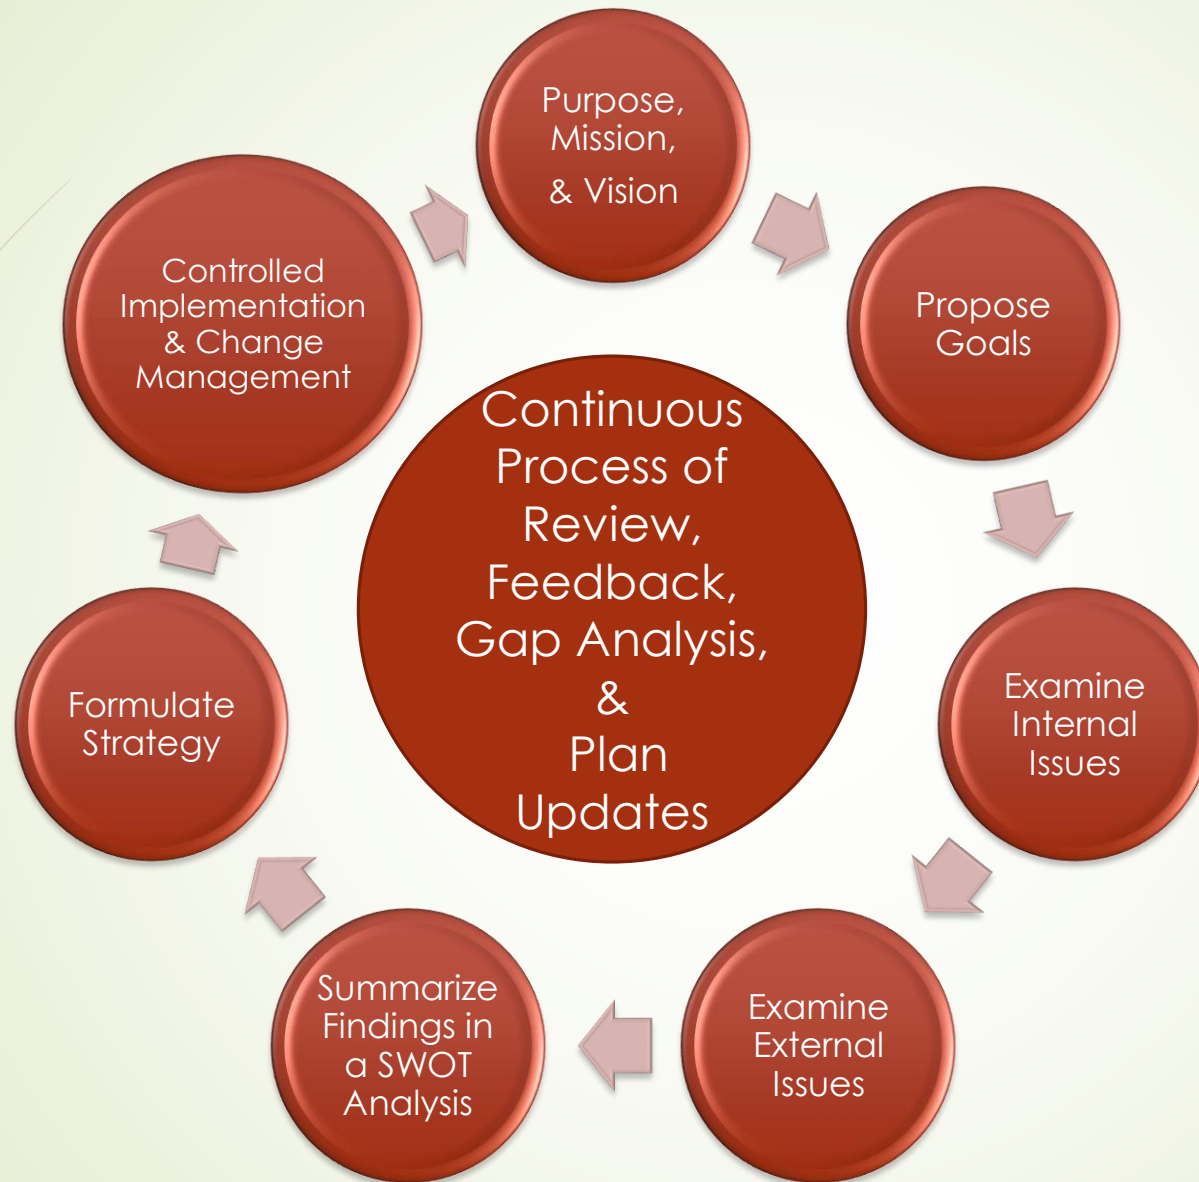 Purpose,
Mission,
& Vision
Propose
Goals
Examine
Internal
Issues
Examine
External
Issues
Summarize
Findings in
a SWOT
Analysis
Formulate
Strategy
Controlled
Implementation
& Change
Management
Continuous
Process of
Review,
Feedback,
Gap Analysis,
&
Plan
Updates